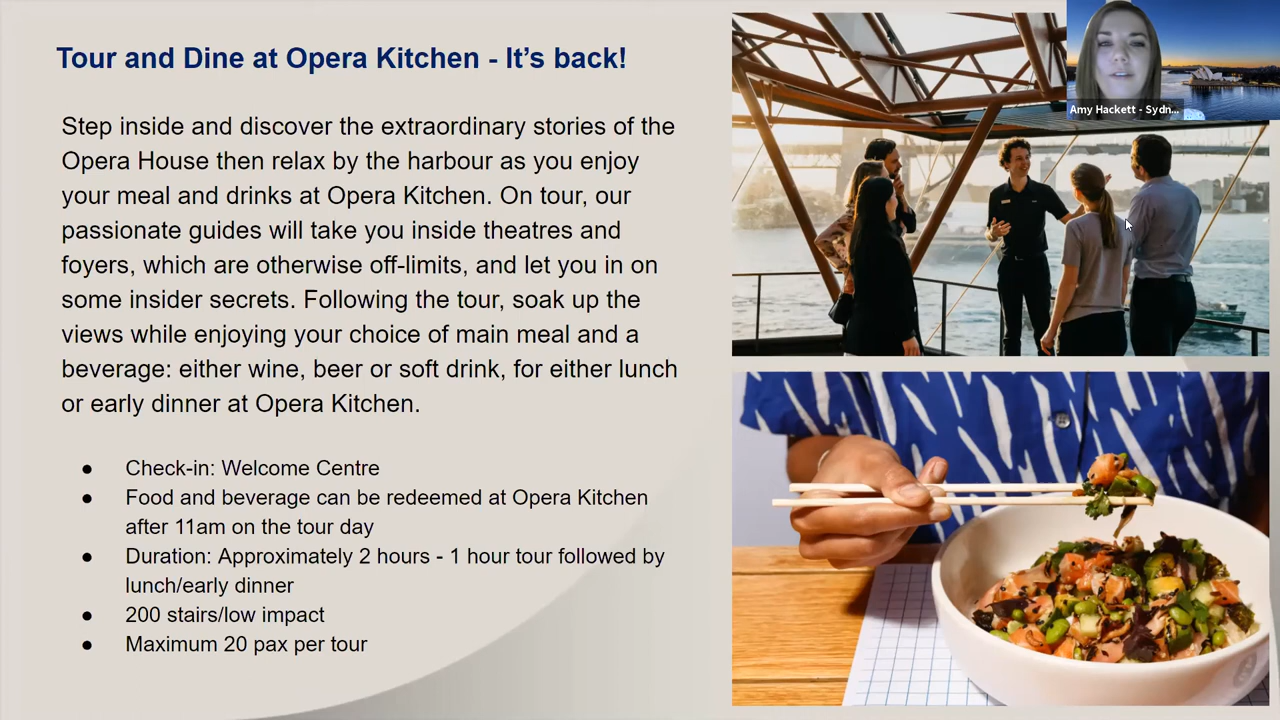 Tour and Dine at Opera Kitchen - It’s back!
Step inside and discover the extraordinary stories of the
Opera House then relax by the harbour as you enjoy
your meal and drinks at Opera Kitchen. On tour, our
passionate guides will take you inside theatres and
foyers, which are otherwise off-limits, and let you in on
some insider secrets. Following the tour, soak up the
views while enjoying your choice of main meal and a
beverage: either wine, beer or soft drink, for either lunch
or early dinner at Opera Kitchen.
● Check-in: Welcome Centre
● Food and beverage can be redeemed at Opera Kitchen
after 11am on the tour day
● Duration: Approximately 2 hours - 1 hour tour followed by
lunch/early dinner
● 200 stairs/low impact
● Maximum 20 pax per tour
Amy Hackett - Sydn...